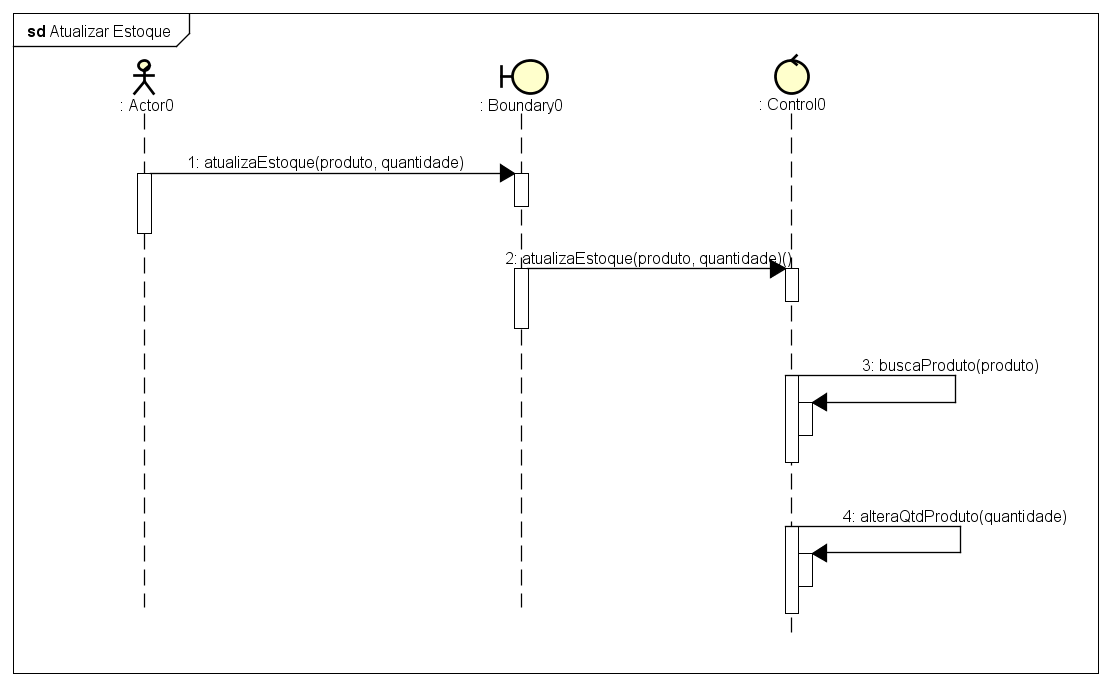 sd Atualizar Estoque
: Actor0
: Boundary0
: Control0
1: atualizaEstoque(produto, quantidade)
2: atualizaEstoque(produto, quantidade)()
3: buscaProduto(produto)
4: alteraQtdProduto(quantidade)